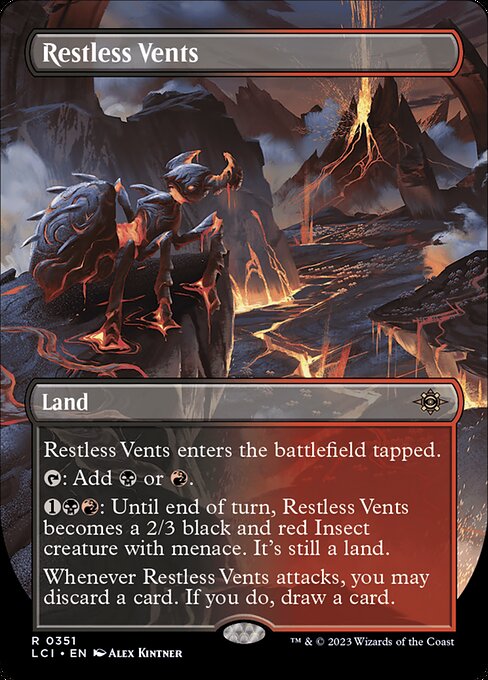 Restless Vents
Land
Restless Vents enters the battlefield tapped.
: Add or .
1: Until end of turn, Restless Vents
becomes a 2/3 black and red Insect
creature with menace. It's still a land.
Whenever Restless Vents attacks, you may
discard a card. If you do, draw a card.
R 0351
LCI • EN Alex Kintner
™ & © 2023 Wizards of the Coast